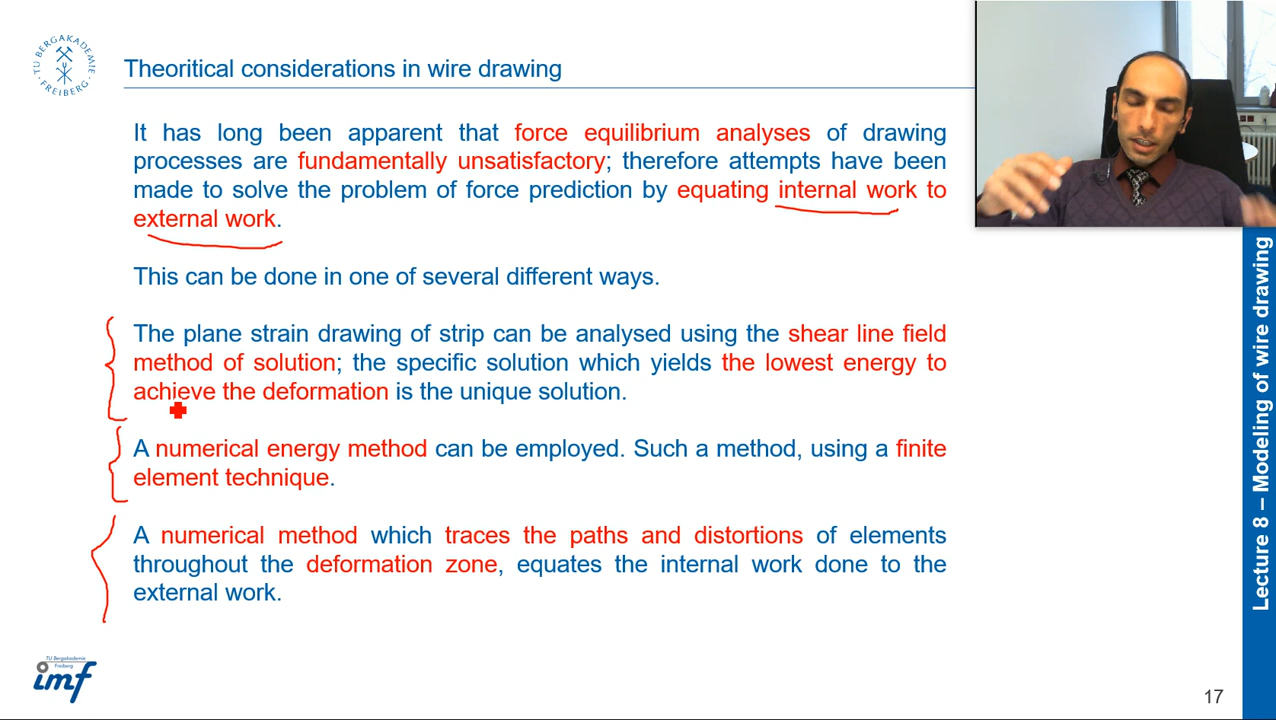 TU BERGAKADEMIE
FREIBERG
Theoritical considerations in wire drawing
It has long been apparent that force equilibrium analyses of drawing
processes are fundamentally unsatisfactory; therefore attempts have been
made to solve the problem of force prediction by equating internal work to
external work.
This can be done in one of several different ways.
The plane strain drawing of strip can be analysed using the shear line field
method of solution; the specific solution which yields the lowest energy to
achieve the deformation is the unique solution.
A numerical energy method can be employed. Such a method, using a finite
element technique.
A numerical method which traces the paths and distortions of elements
throughout the deformation zone, equates the internal work done to the
external work.
Lecture 8 – Modeling of wire drawing
TU Bergakademie
Freiberg
imf
17